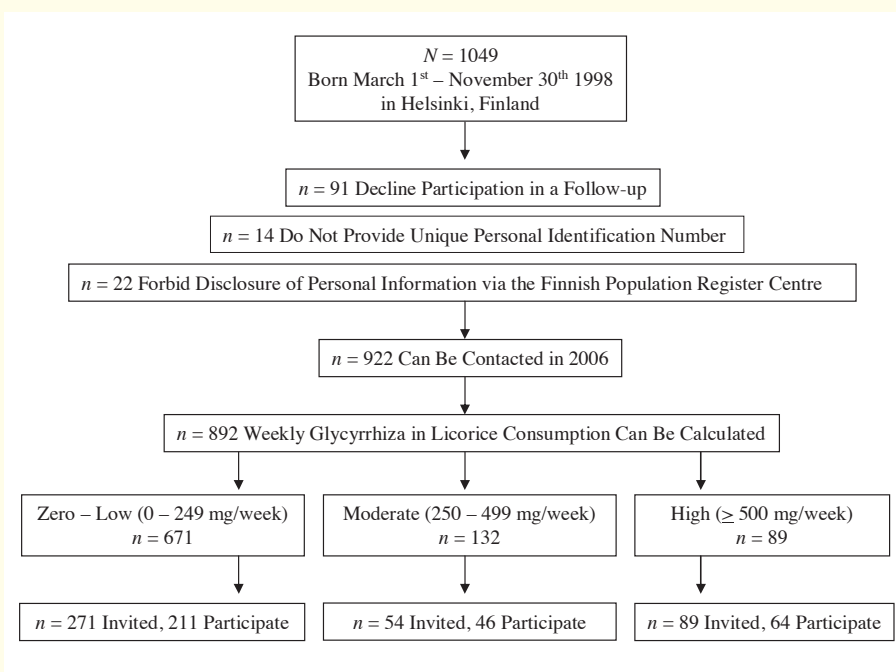 N = 1049
Born March 1st – November 30th 1998
in Helsinki, Finland
n = 91 Decline Participation in a Follow-up
n = 14 Do Not Provide Unique Personal Identification Number
n = 22 Forbid Disclosure of Personal Information via the Finnish Population Register Centre
n = 922 Can Be Contacted in 2006
n = 892 Weekly Glycyrrhiza in Licorice Consumption Can Be Calculated
Zero – Low (0 – 249 mg/week)
n = 671
Moderate (250 – 499 mg/week)
n = 132
High (≥ 500 mg/week)
n = 89
n = 271 Invited, 211 Participate
n = 54 Invited, 46 Participate
n = 89 Invited, 64 Participate